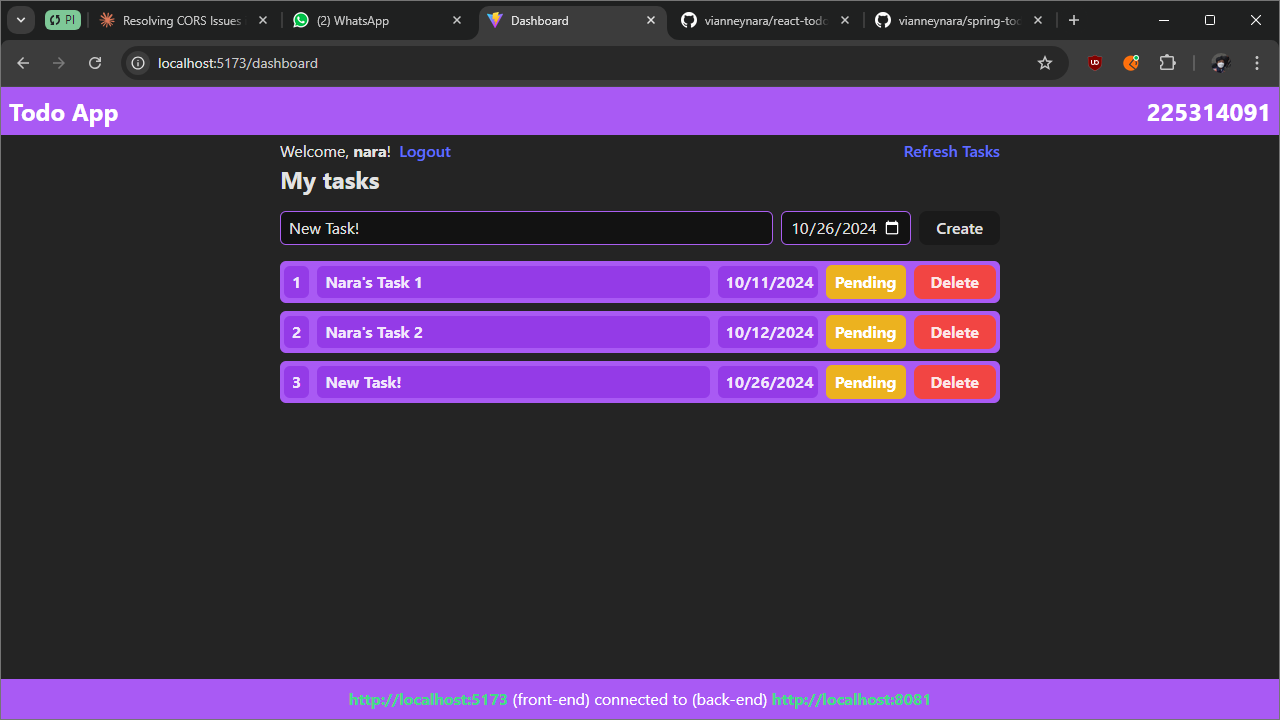 PI
Resolving CORS Issues
(2) WhatsApp
Dashboard
vianneynara/react-todo
vianneynara/spring-to
localhost:5173/dashboard
Todo App
225314091
Welcome, nara! Logout
Refresh Tasks
My tasks
New Task!
10/26/2024
Create
1 Nara's Task 1 10/11/2024 Pending Delete
2 Nara's Task 2 10/12/2024 Pending Delete
3 New Task! 10/26/2024 Pending Delete
http://localhost:5173 (front-end) connected to (back-end) http://localhost:8081